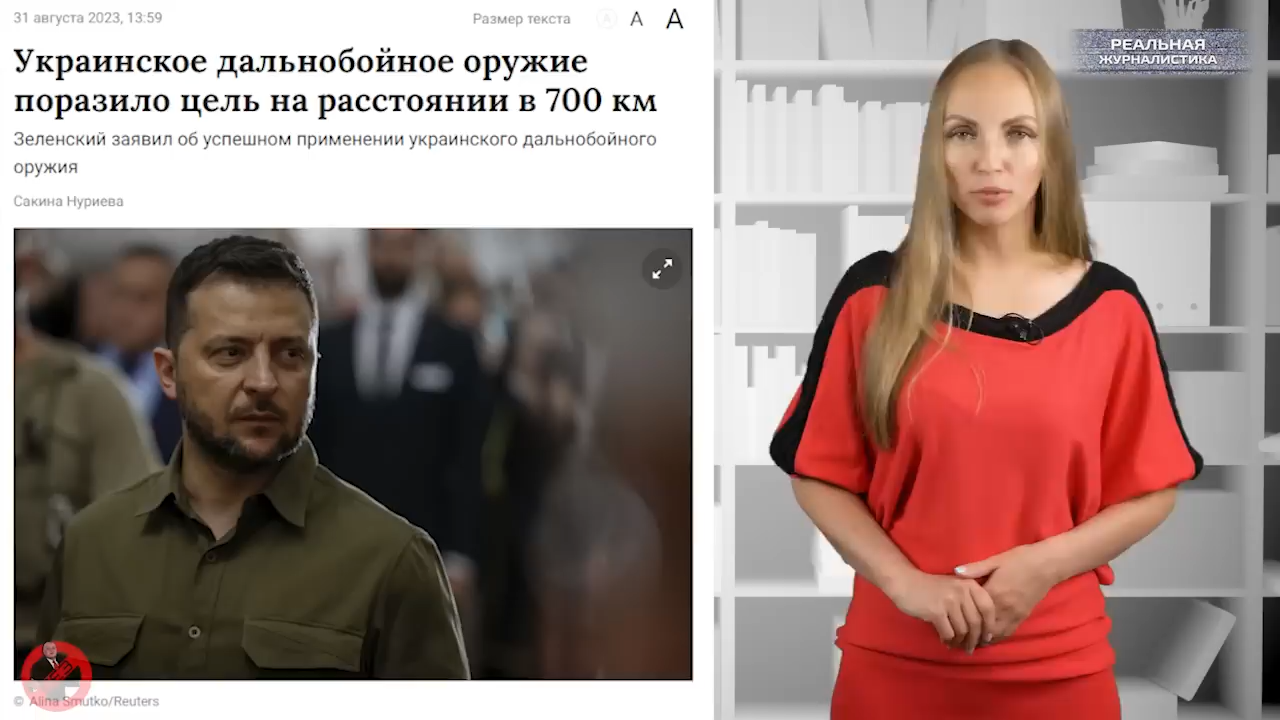 31 августа 2023, 13:59
Размер текста A A A
Украинское дальнобойное оружие
поразило цель на расстоянии в 700 км
Зеленский заявил об успешном применении украинского дальнобойного
оружия
Сакина Нуриева
© Alina Smutko/Reuters
РЕАЛЬНАЯ
ЖУРНАЛИСТИКА